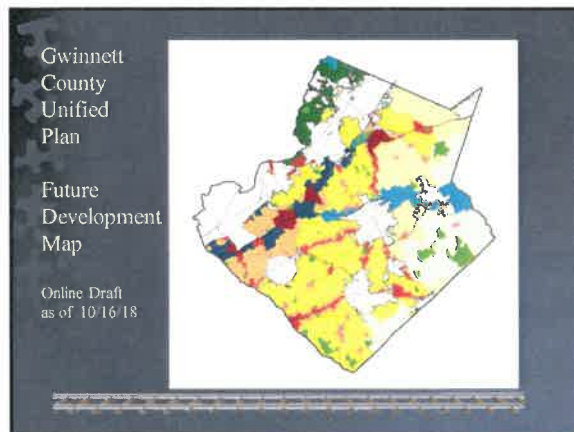 Gwinnett
County
Unified
Plan
Future
Development
Map
Online Draft
as of 10/16/18